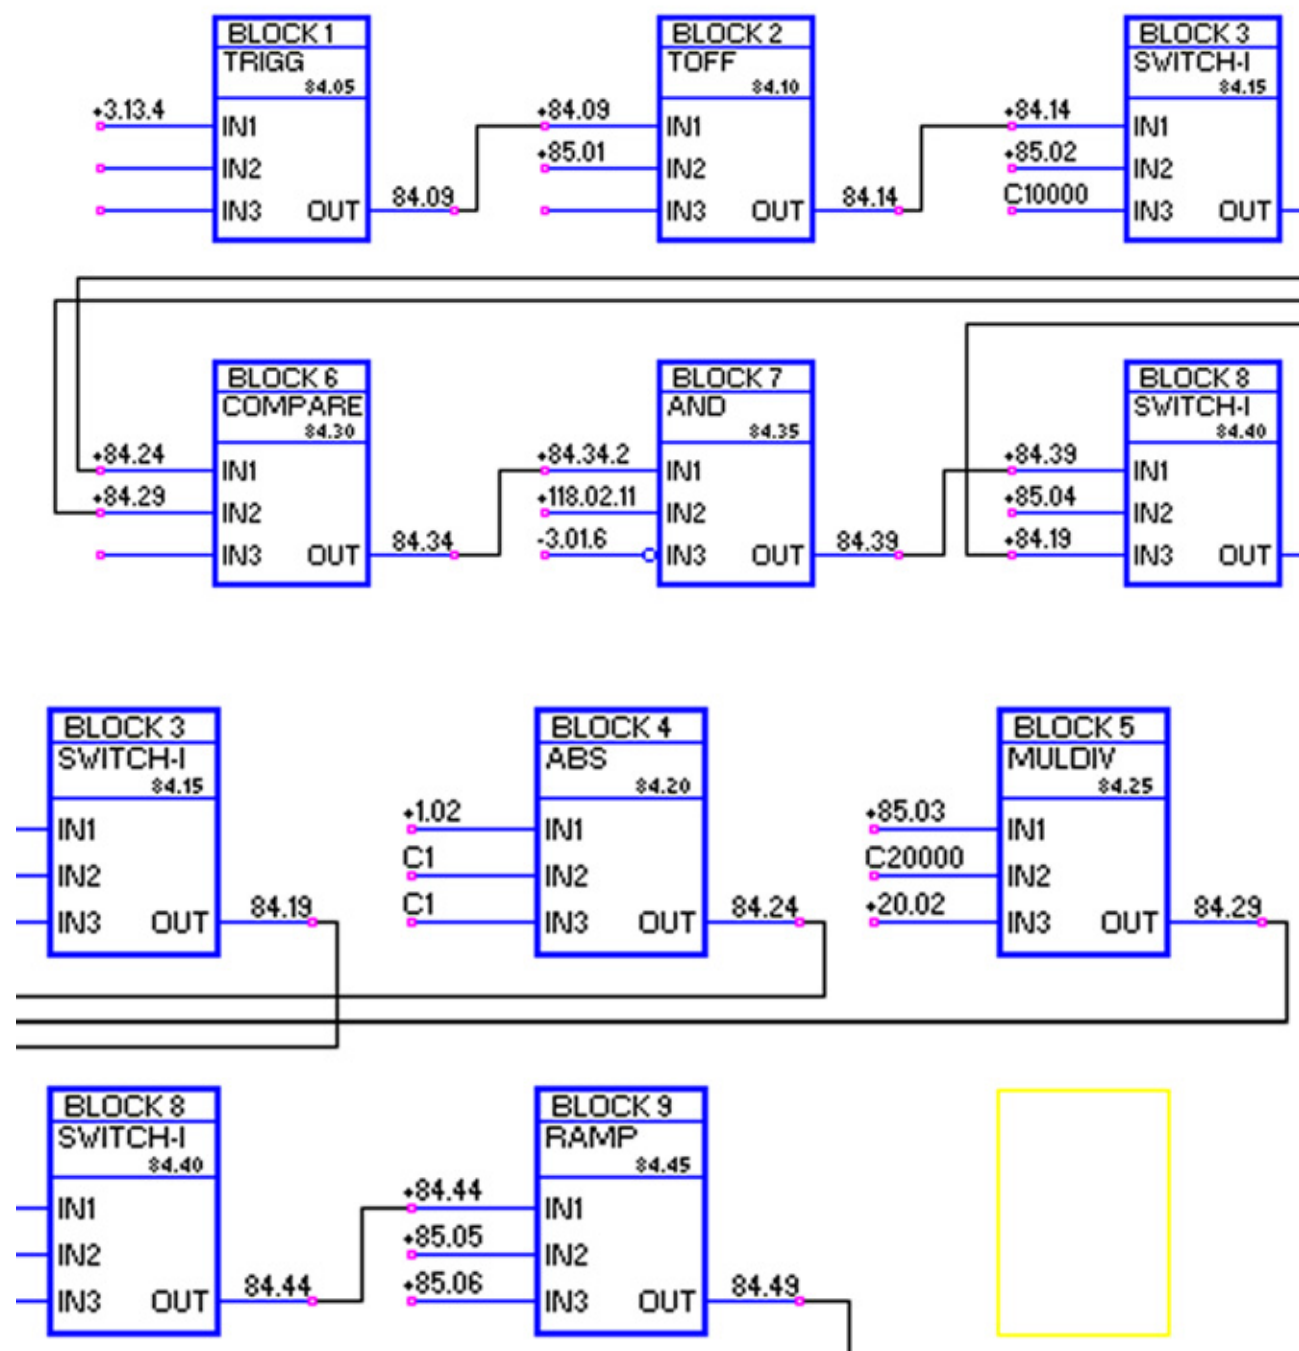 BLOCK 1
TRIGG
84.05
+3.13.4
IN1
IN2
IN3 OUT
84.09
BLOCK 2
TOFF
84.10
+84.09
IN1
+85.01
IN2
IN3 OUT
84.14
BLOCK 3
SWITCH-I
84.15
+84.14
IN1
+85.02
IN2
C10000
IN3 OUT
BLOCK 6
COMPARE
84.30
+84.24
IN1
+84.29
IN2
IN3 OUT
84.34
BLOCK 7
AND
84.35
+84.34.2
IN1
+118.02.11
IN2
-3.01.6
IN3 OUT
84.39
BLOCK 8
SWITCH-I
84.40
+84.39
IN1
+85.04
IN2
+84.19
IN3 OUT
BLOCK 3
SWITCH-I
84.15
IN1
IN2
IN3 OUT
84.19
BLOCK 4
ABS
84.20
+1.02
IN1
C1
IN2
C1
IN3 OUT
84.24
BLOCK 5
MULDIV
84.25
+85.03
IN1
C20000
IN2
+20.02
IN3 OUT
84.29
BLOCK 8
SWITCH-I
84.40
IN1
IN2
IN3 OUT
84.44
BLOCK 9
RAMP
84.45
+84.44
IN1
+85.05
IN2
+85.06
IN3 OUT
84.49